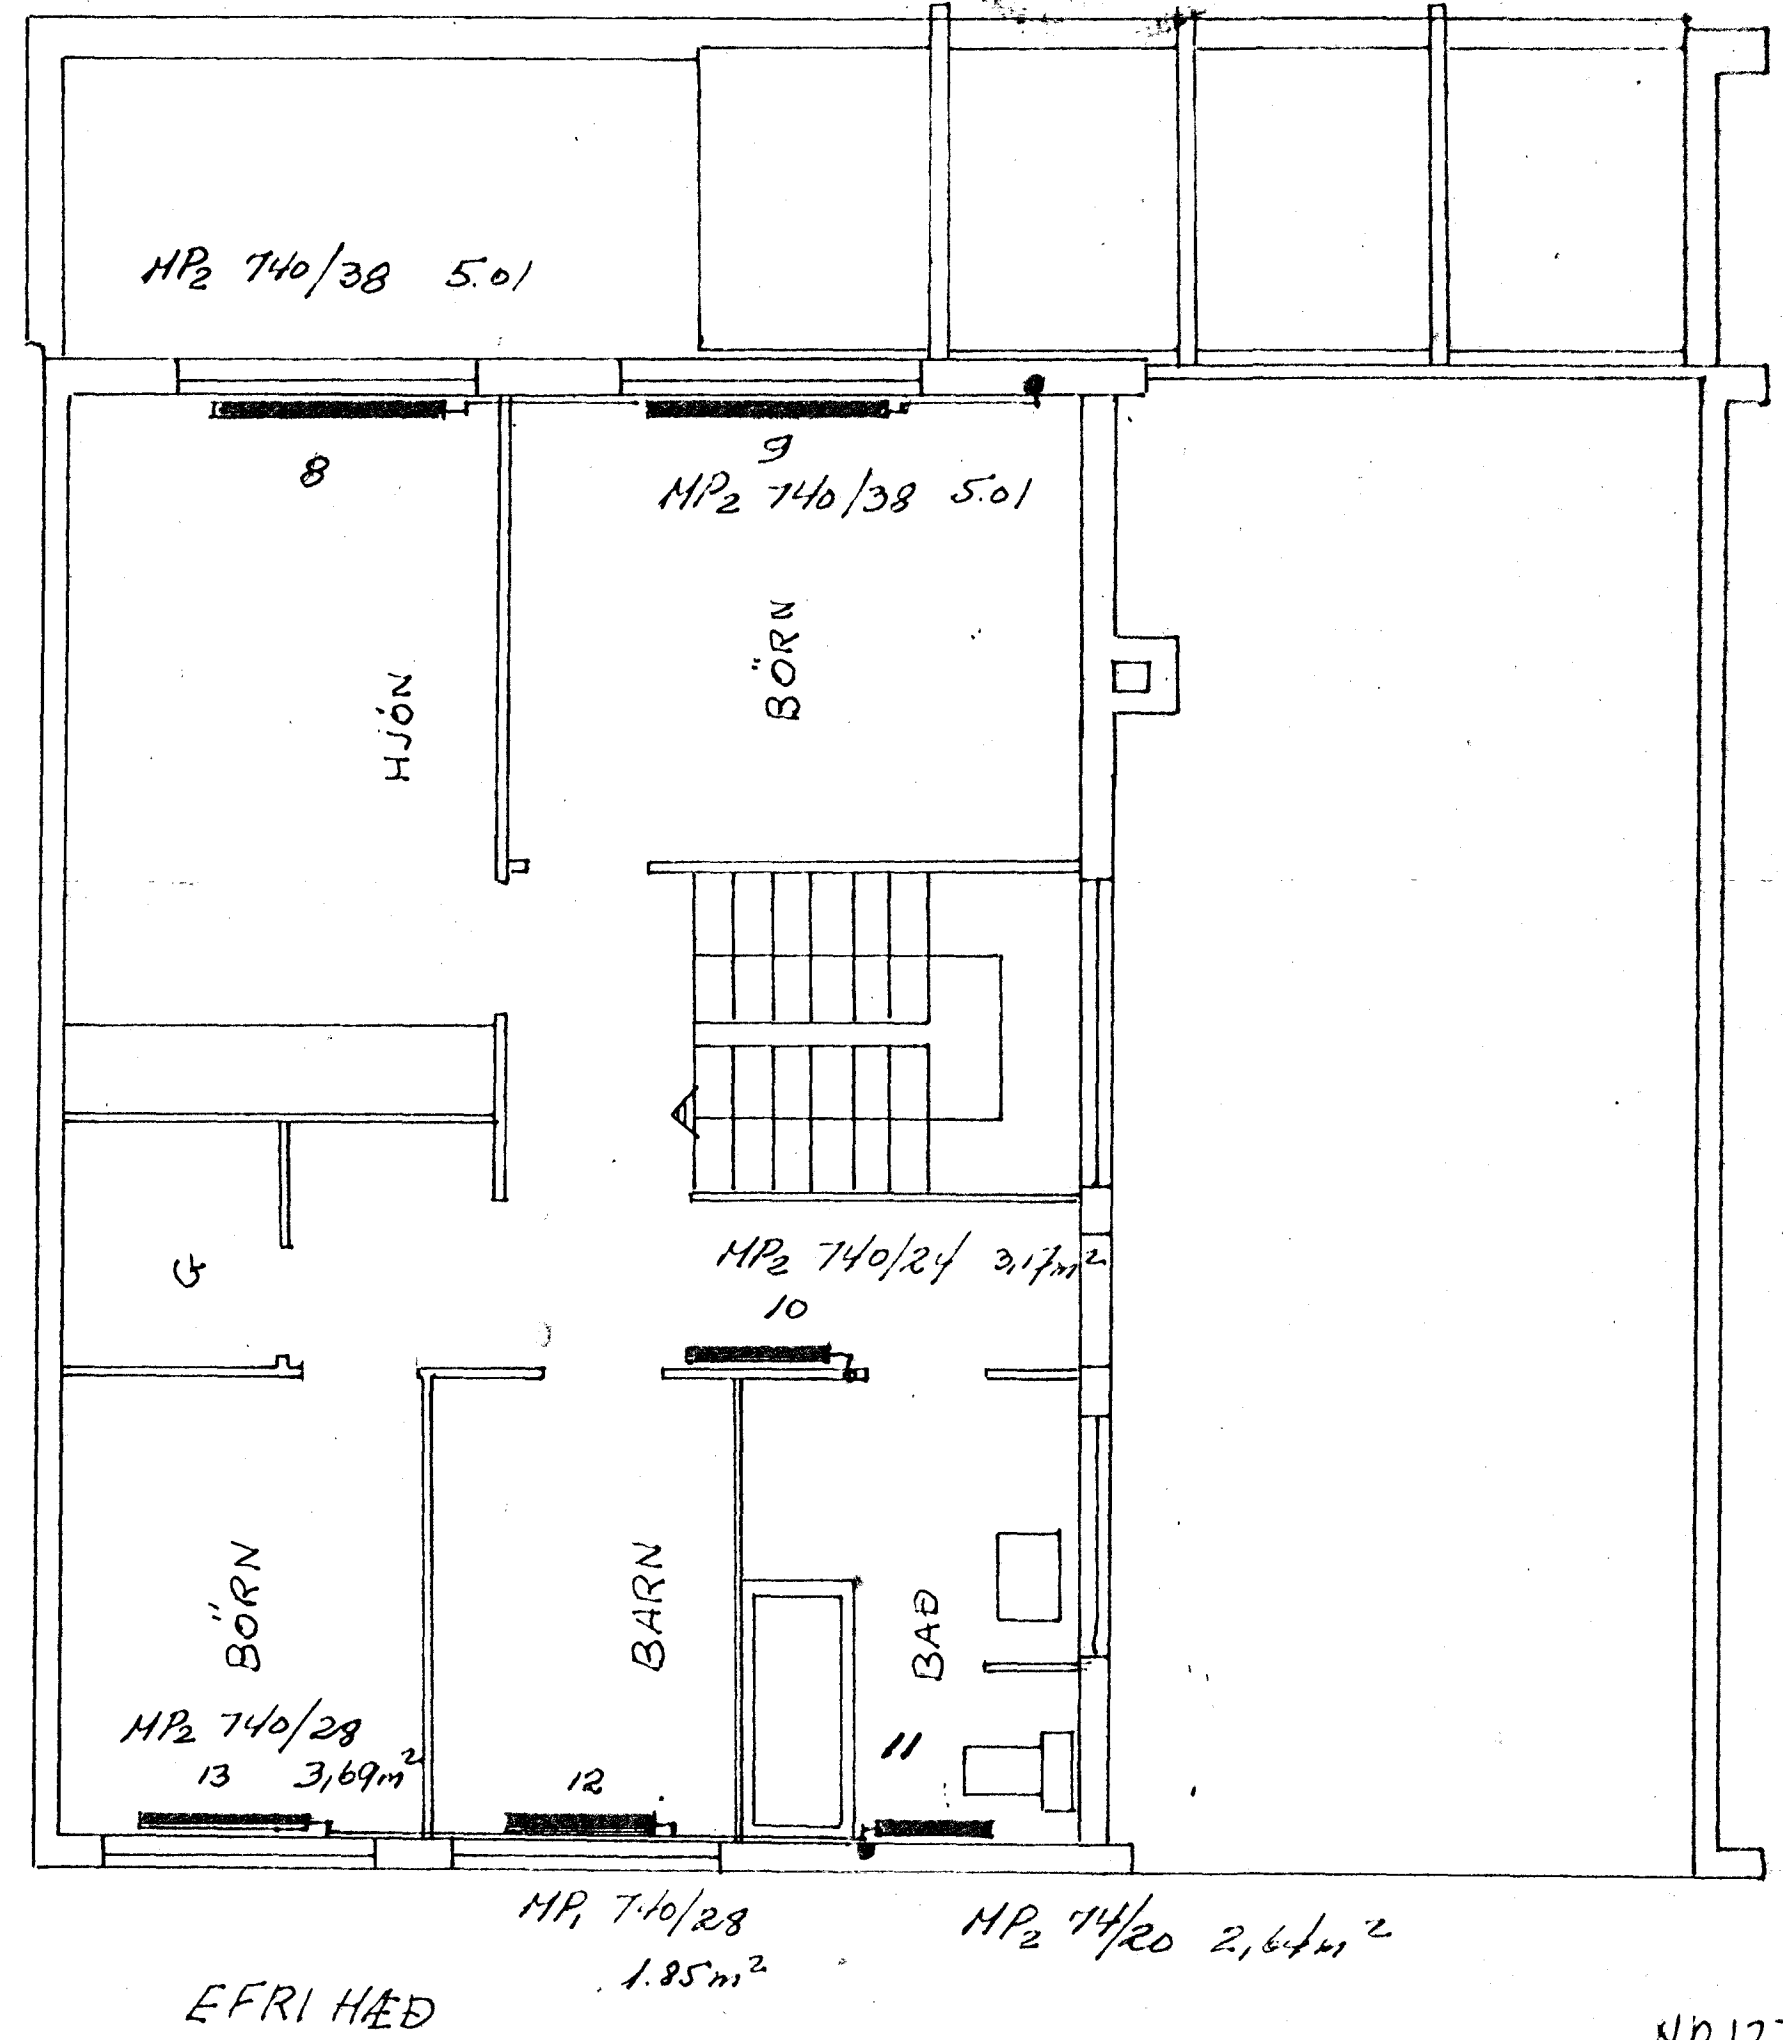 MP2 740/38 5.01
8
9
MP2 740/38 5.01
HJÓN
BÖRN
MP2 740/24 3,17m²
10
G
BÖRN
BARN
BAÐ
MP2 740/28
13 3,69m²
12
11
MP1 740/28
1.85m²
MP2 74/20 2,64m²
EFRI HÆÐ